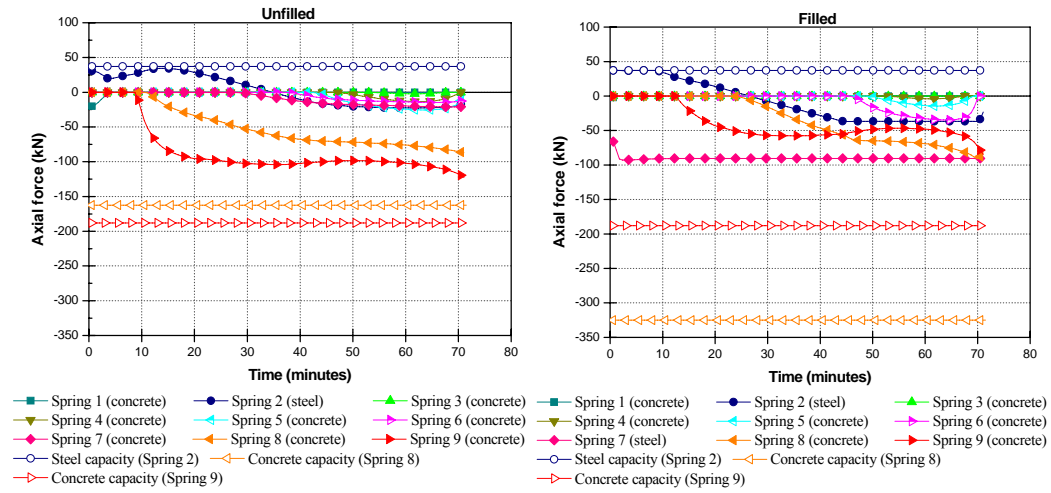 Unfilled
100
50
0
-50
-100
-150
-200
-250
-300
-350
Axial force (kN)
0 10 20 30 40 50 60 70 80
Time (minutes)
Spring 1 (concrete) Spring 2 (steel) Spring 3 (concrete)
Spring 4 (concrete) Spring 5 (concrete) Spring 6 (concrete)
Spring 7 (concrete) Spring 8 (concrete) Spring 9 (concrete)
Steel capacity (Spring 2) Concrete capacity (Spring 8)
Concrete capacity (Spring 9)
Filled
100
50
0
-50
-100
-150
-200
-250
-300
-350
Axial force (kN)
0 10 20 30 40 50 60 70 80
Time (minutes)
Spring 1 (concrete) Spring 2 (steel) Spring 3 (concrete)
Spring 4 (concrete) Spring 5 (concrete) Spring 6 (concrete)
Spring 7 (steel) Spring 8 (concrete) Spring 9 (concrete)
Steel capacity (Spring 2) Concrete capacity (Spring 8)
Concrete capacity (Spring 9)